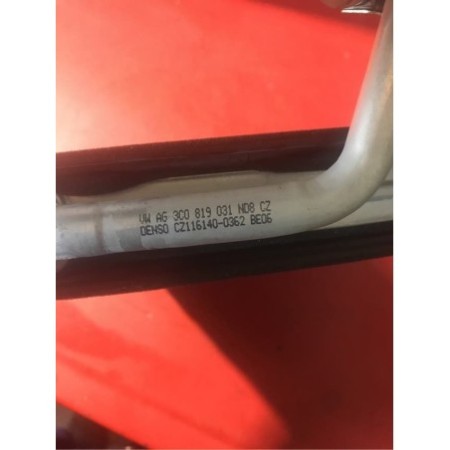 VW AG 3C0 819 031 ND8 CZ
DENSO CZ116140-0362 BE06